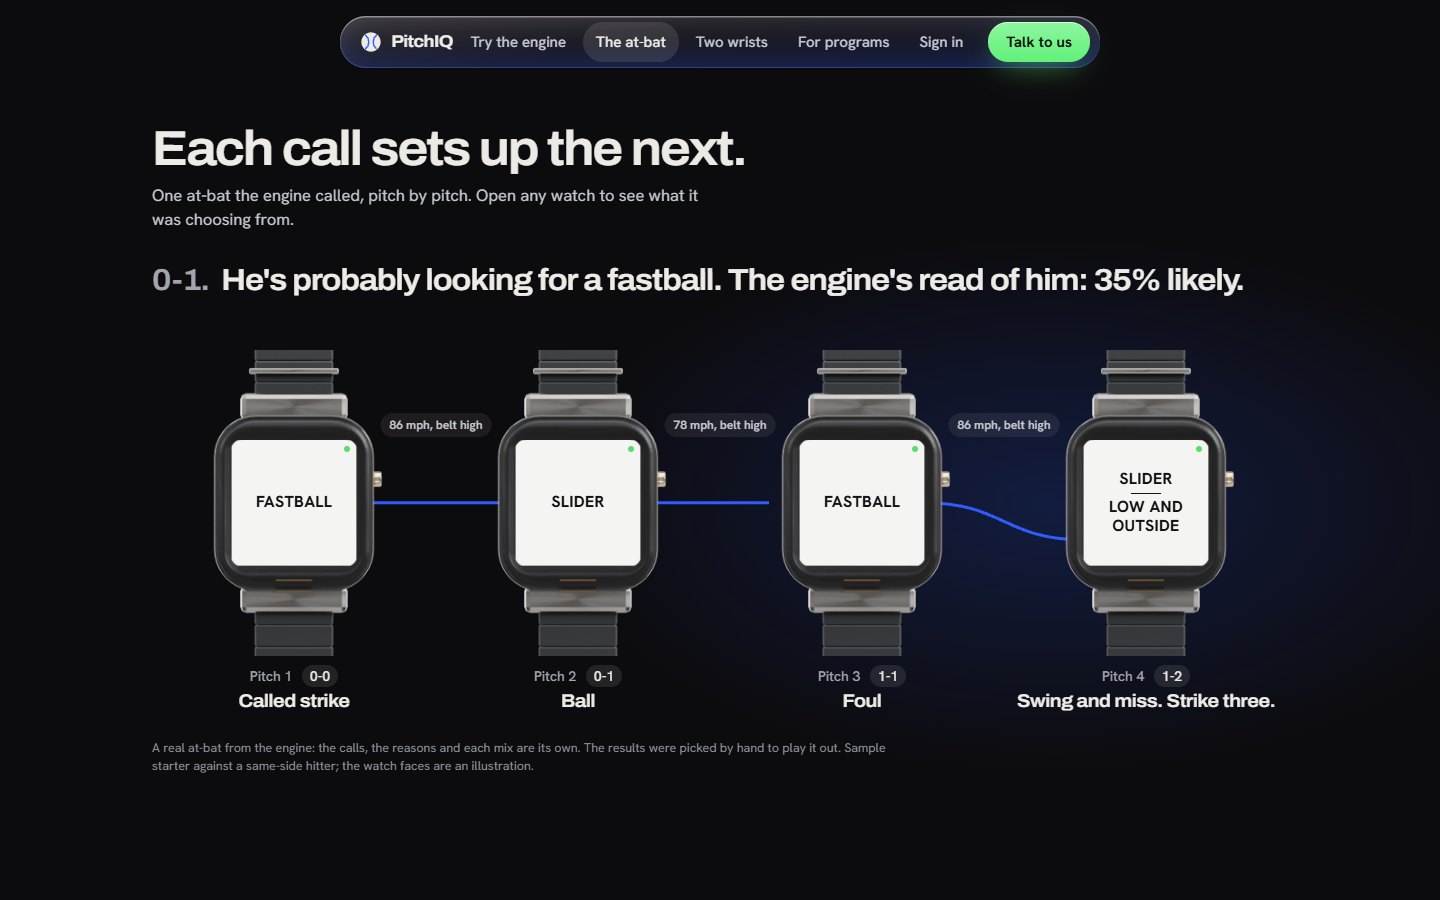 PitchIQ Try the engine The at-bat Two wrists For programs Sign in Talk to us
Each call sets up the next.
One at-bat the engine called, pitch by pitch. Open any watch to see what it
was choosing from.
0-1. He's probably looking for a fastball. The engine's read of him: 35% likely.
86 mph, belt high
78 mph, belt high
86 mph, belt high
FASTBALL
SLIDER
FASTBALL
SLIDER
LOW AND
OUTSIDE
Pitch 1 0-0
Called strike
Pitch 2 0-1
Ball
Pitch 3 1-1
Foul
Pitch 4 1-2
Swing and miss. Strike three.
A real at-bat from the engine: the calls, the reasons and each mix are its own. The results were picked by hand to play it out. Sample
starter against a same-side hitter; the watch faces are an illustration.